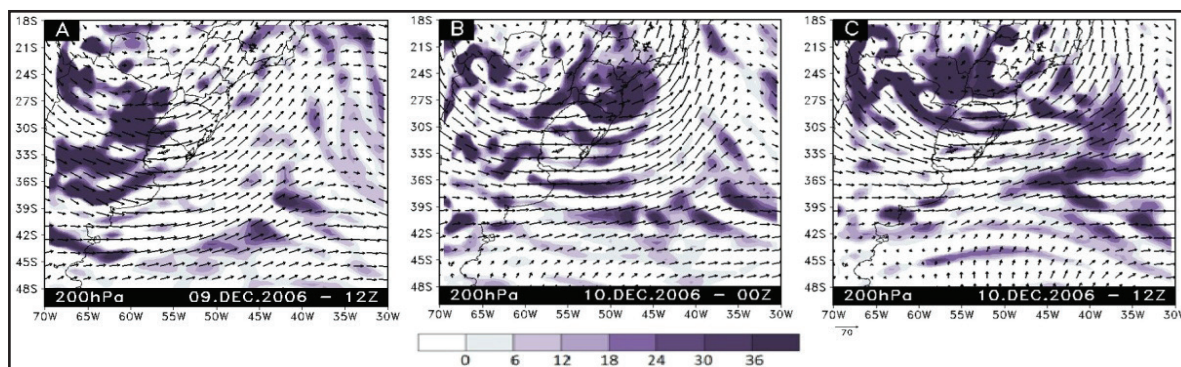 A
18S
21S
24S
27S
30S
33S
36S
39S
42S
45S
48S
200hPa 09.DEC.2006 – 12Z
70W 65W 60W 55W 50W 45W 40W 35W 30W
B
18S
21S
24S
27S
30S
33S
36S
39S
42S
45S
48S
200hPa 10.DEC.2006 – 00Z
70W 65W 60W 55W 50W 45W 40W 35W 30W
C
18S
21S
24S
27S
30S
33S
36S
39S
42S
45S
48S
200hPa 10.DEC.2006 – 12Z
70W 65W 60W 55W 50W 45W 40W 35W 30W
70
0 6 12 18 24 30 36